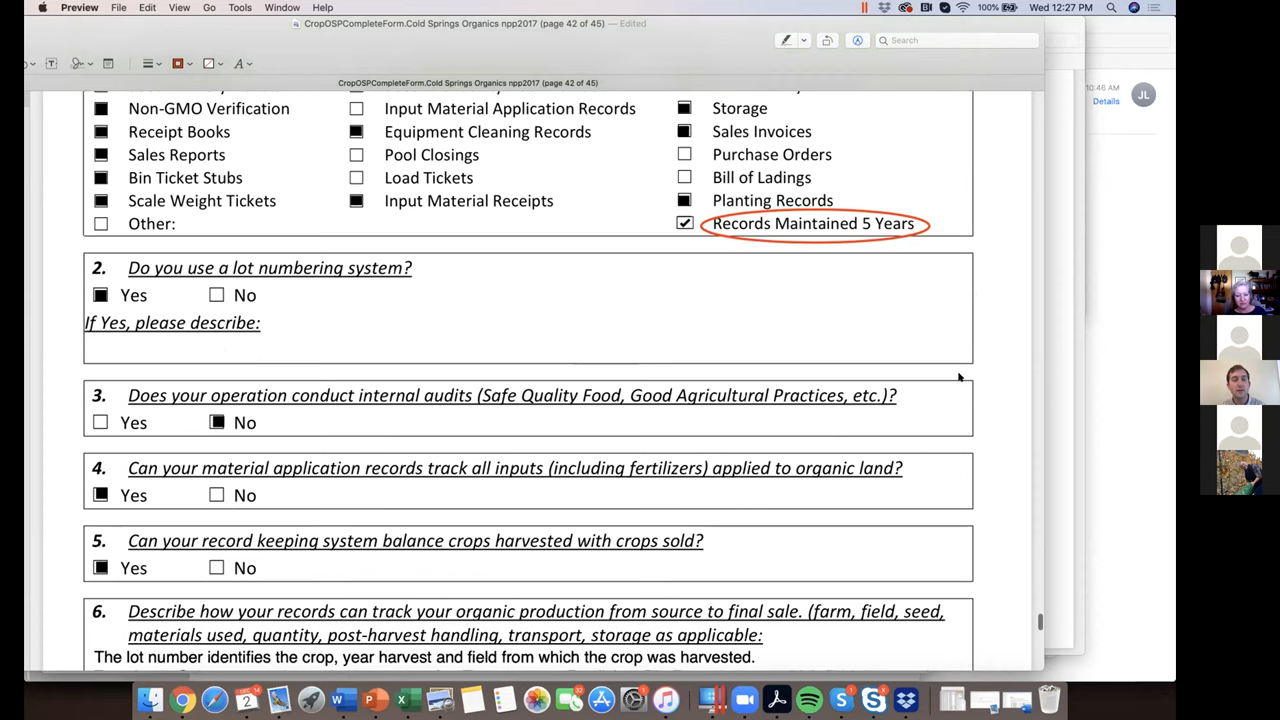 Preview File Edit View Go Tools Window Help 100% Wed 12:27 PM
CropOSPCompleteForm.Cold Springs Organics npp2017 (page 42 of 45) — Edited
Search
CropOSPCompleteForm.Cold Springs Organics npp2017 (page 42 of 45)
10:46 AM
Details
JL
Non-GMO Verification Input Material Application Records Storage
Receipt Books Equipment Cleaning Records Sales Invoices
Sales Reports Pool Closings Purchase Orders
Bin Ticket Stubs Load Tickets Bill of Ladings
Scale Weight Tickets Input Material Receipts Planting Records
Other: Records Maintained 5 Years
2. Do you use a lot numbering system?
Yes No
If Yes, please describe:
3. Does your operation conduct internal audits (Safe Quality Food, Good Agricultural Practices, etc.)?
Yes No
4. Can your material application records track all inputs (including fertilizers) applied to organic land?
Yes No
5. Can your record keeping system balance crops harvested with crops sold?
Yes No
6. Describe how your records can track your organic production from source to final sale. (farm, field, seed,
materials used, quantity, post-harvest handling, transport, storage as applicable:
The lot number identifies the crop, year harvest and field from which the crop was harvested.